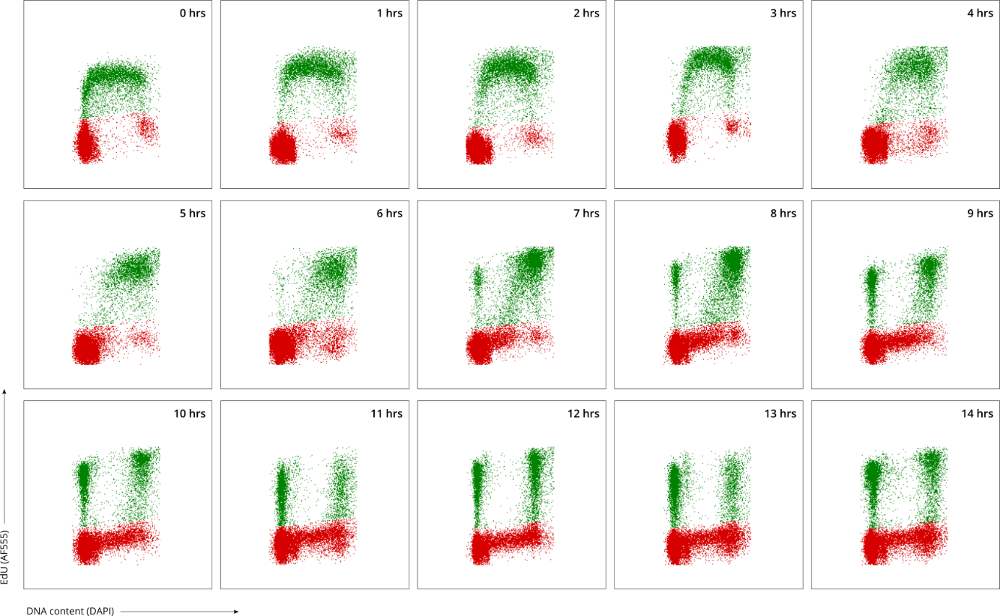 0 hrs
1 hrs
2 hrs
3 hrs
4 hrs
5 hrs
6 hrs
7 hrs
8 hrs
9 hrs
10 hrs
11 hrs
12 hrs
13 hrs
14 hrs
EdU (AF555)
DNA content (DAPI)